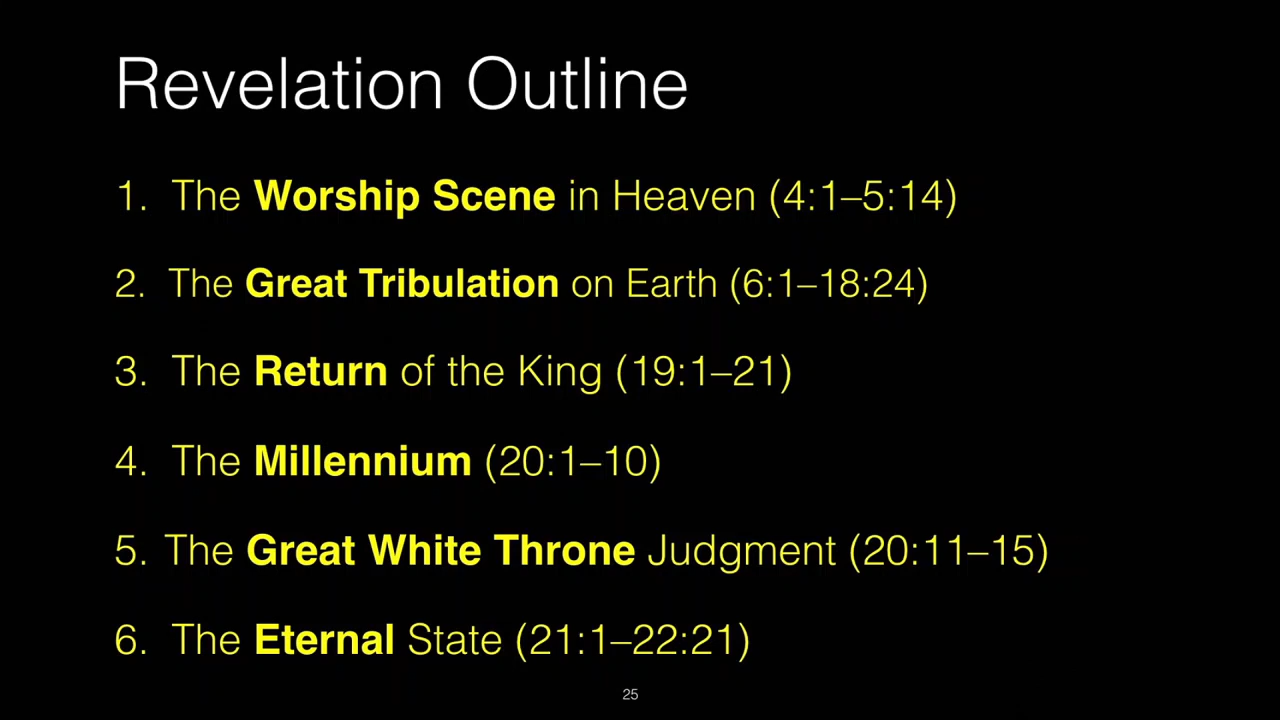 Revelation Outline
1. The Worship Scene in Heaven (4:1–5:14)
2. The Great Tribulation on Earth (6:1–18:24)
3. The Return of the King (19:1–21)
4. The Millennium (20:1–10)
5. The Great White Throne Judgment (20:11–15)
6. The Eternal State (21:1–22:21)
25